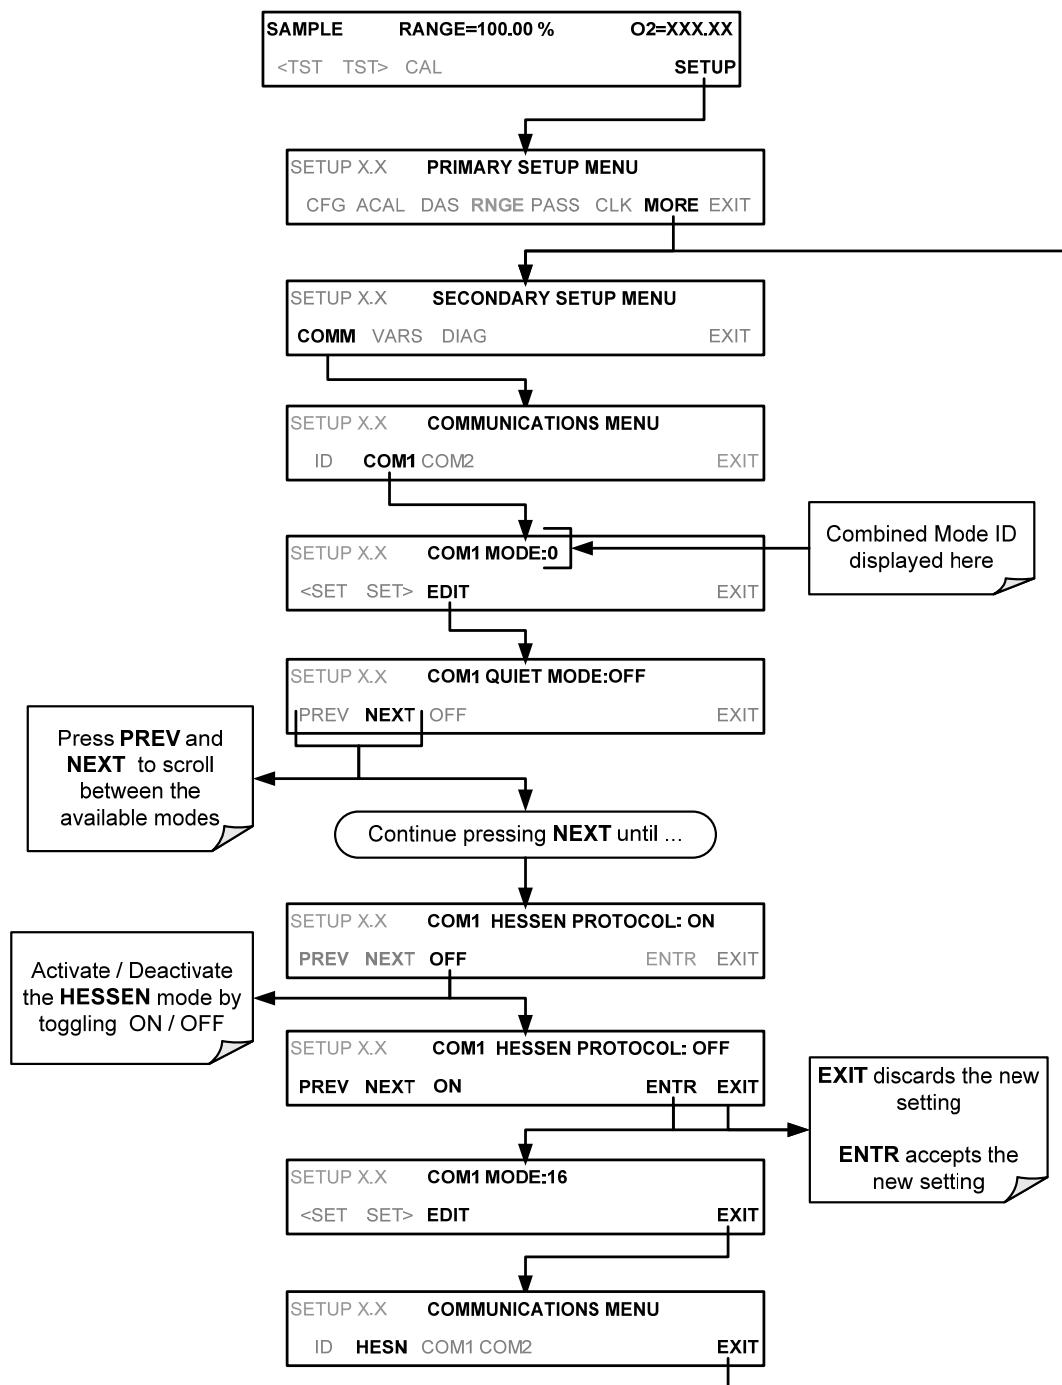 SAMPLE RANGE=100.00 % O2=XXX.XX
<TST TST> CAL SETUP
SETUP X.X PRIMARY SETUP MENU
CFG ACAL DAS RNGE PASS CLK MORE EXIT
SETUP X.X SECONDARY SETUP MENU
COMM VARS DIAG EXIT
SETUP X.X COMMUNICATIONS MENU
ID COM1 COM2 EXIT
SETUP X.X COM1 MODE:0
<SET SET> EDIT EXIT
Combined Mode ID
displayed here
SETUP X.X COM1 QUIET MODE:OFF
PREV NEXT OFF EXIT
Press PREV and
NEXT to scroll
between the
available modes
Continue pressing NEXT until ...
SETUP X.X COM1 HESSEN PROTOCOL: ON
PREV NEXT OFF ENTR EXIT
Activate / Deactivate
the HESSEN mode by
toggling ON / OFF
SETUP X.X COM1 HESSEN PROTOCOL: OFF
PREV NEXT ON ENTR EXIT
EXIT discards the new
setting
ENTR accepts the
new setting
SETUP X.X COM1 MODE:16
<SET SET> EDIT EXIT
SETUP X.X COMMUNICATIONS MENU
ID HESN COM1 COM2 EXIT